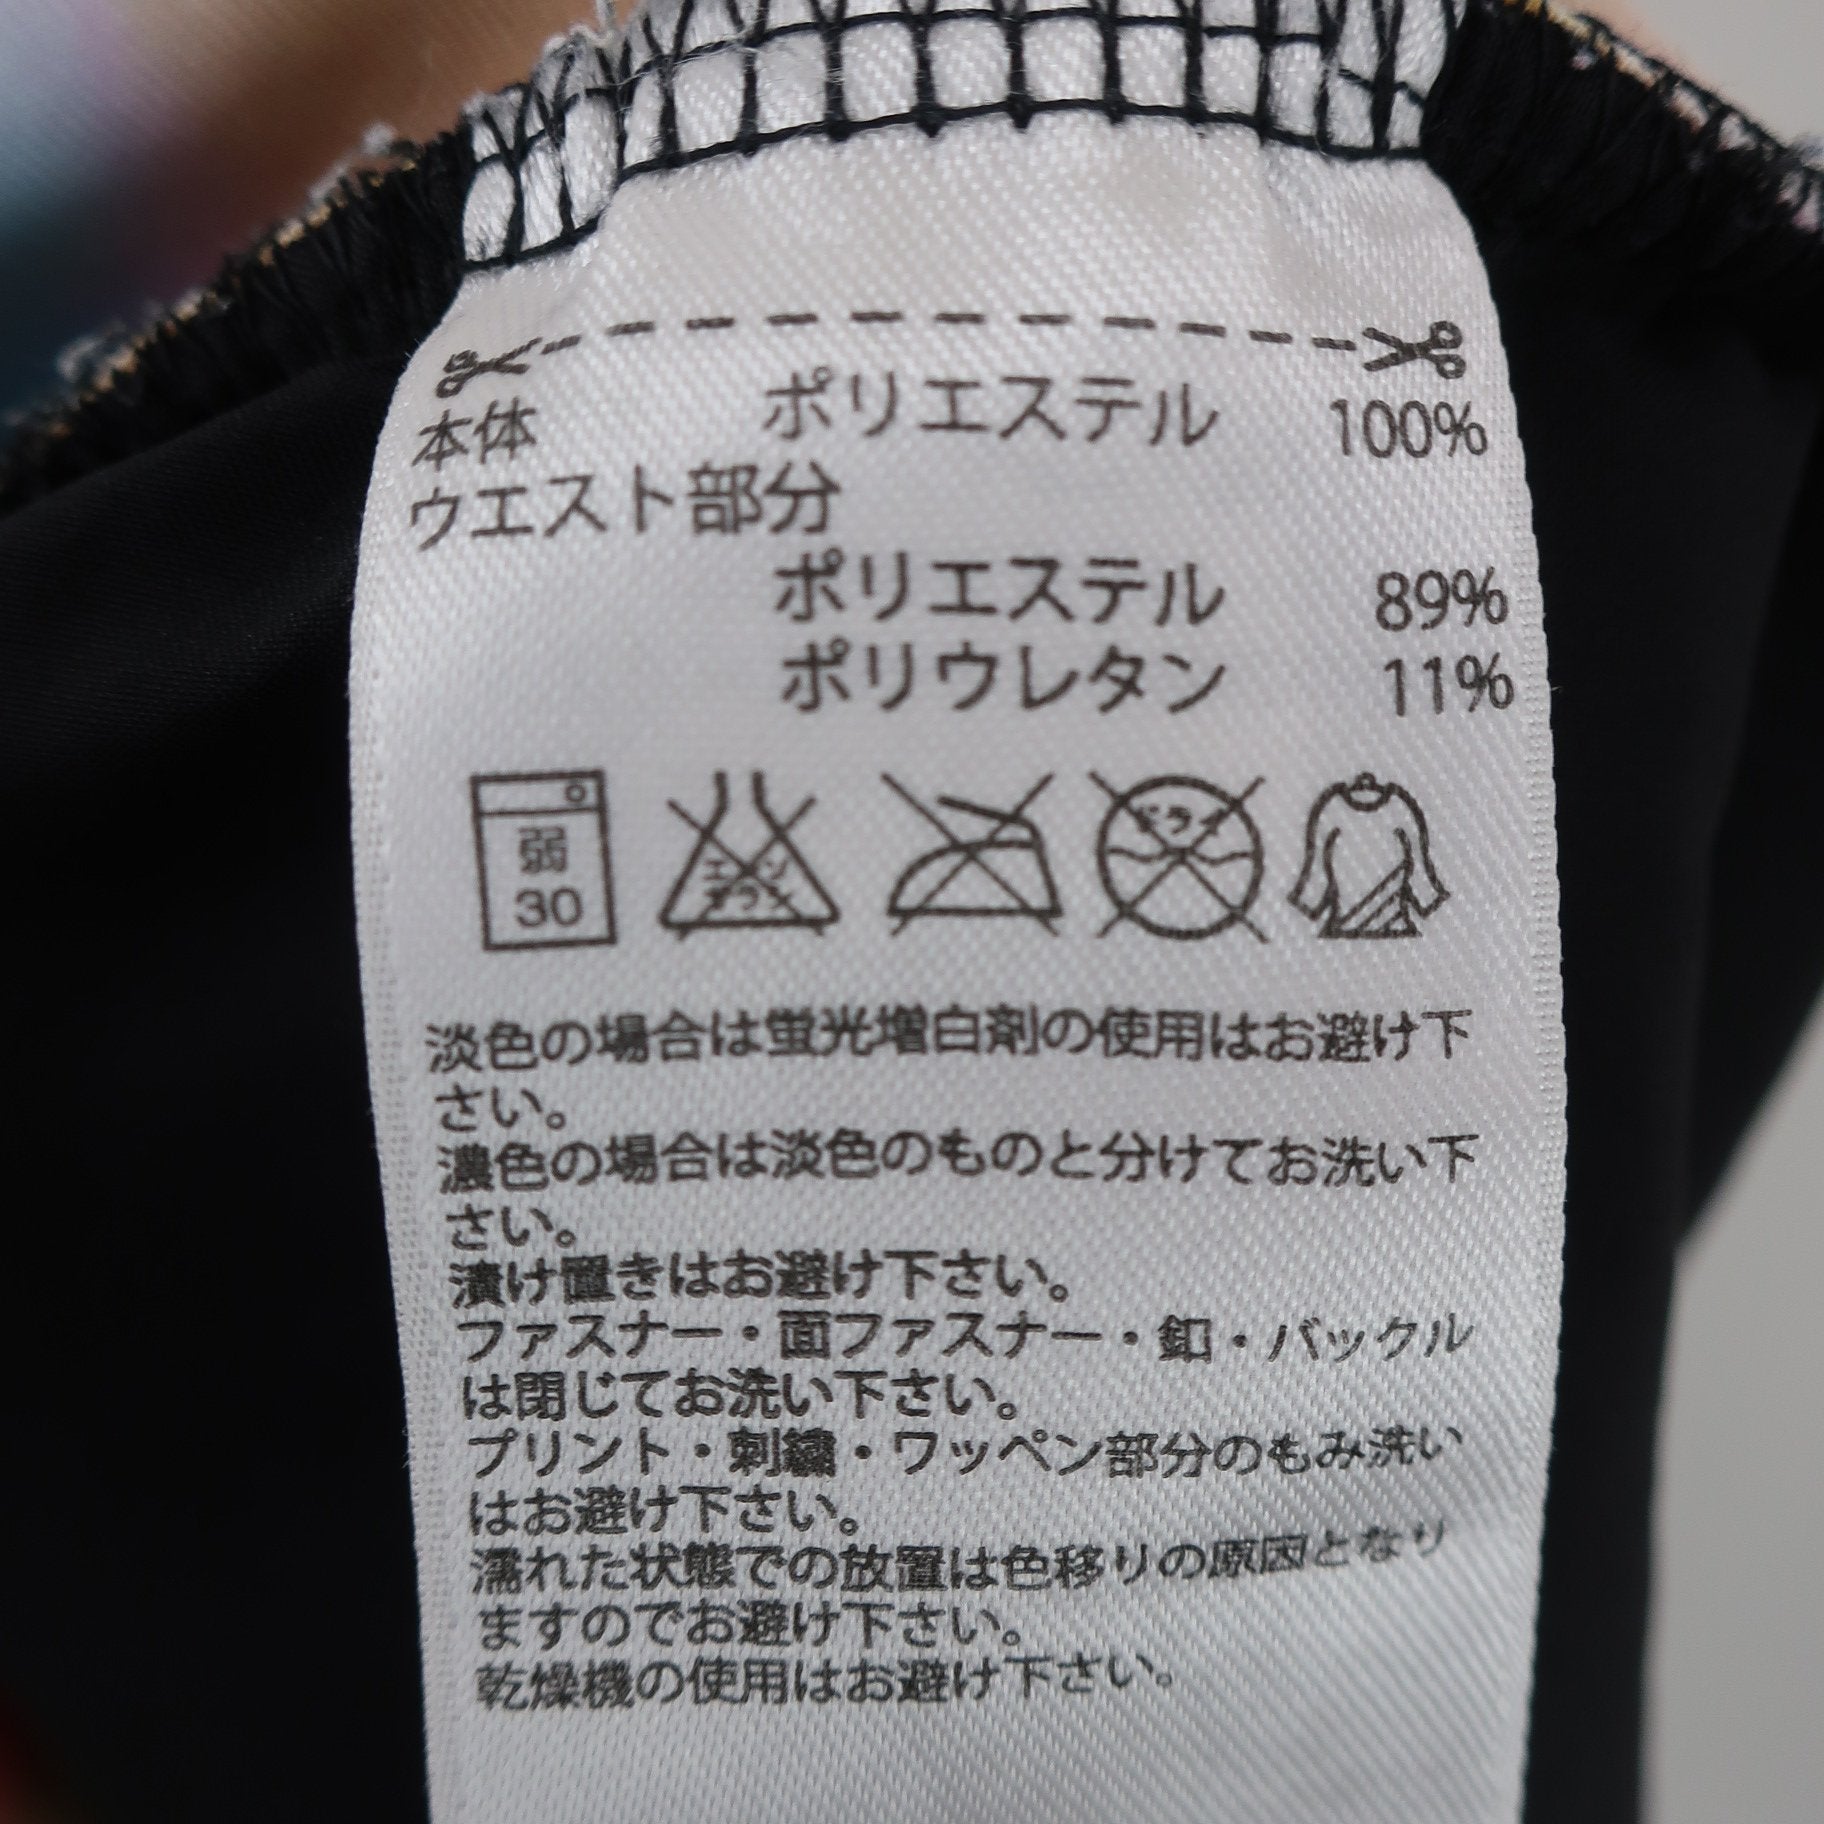 本体 ポリエステル 100%
ウエスト部分
ポリエステル 89%
ポリウレタン 11%
弱 30 エンソ サラシ ドライ
淡色の場合は蛍光増白剤の使用はお避け下
さい。
濃色の場合は淡色のものと分けてお洗い下
さい。
漬け置きはお避け下さい。
ファスナー・面ファスナー・釦・バックル
は閉じてお洗い下さい。
プリント・刺繍・ワッペン部分のもみ洗い
はお避け下さい。
濡れた状態での放置は色移りの原因となり
ますのでお避け下さい。
乾燥機の使用はお避け下さい。